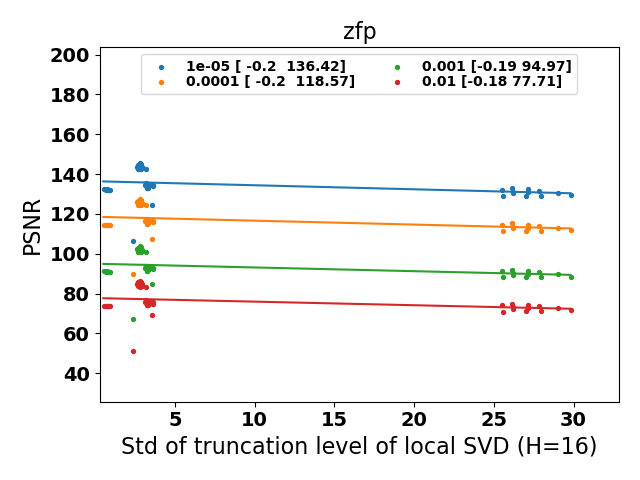 zfp
1e-05 [ -0.2  136.42]
0.0001 [ -0.2  118.57]
0.001 [-0.19 94.97]
0.01 [-0.18 77.71]
200
180
160
140
120
100
80
60
40
PSNR
5 10 15 20 25 30
Std of truncation level of local SVD (H=16)